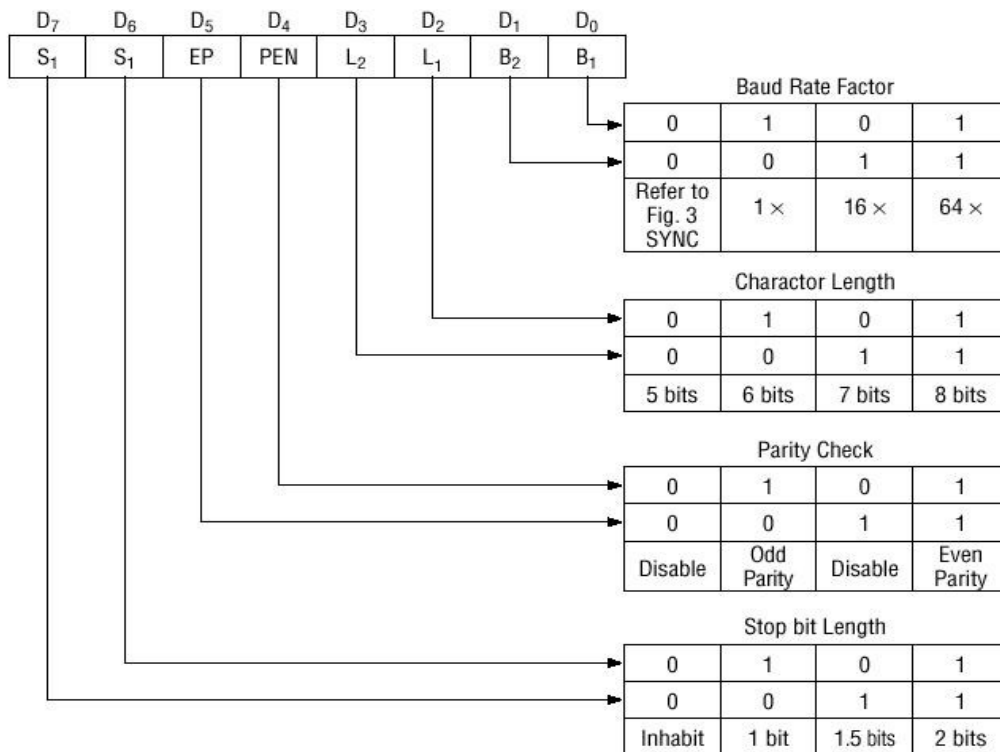 D7 D6 D5 D4 D3 D2 D1 D0
S1 S1 EP PEN L2 L1 B2 B1
Baud Rate Factor
0 1 0 1
0 0 1 1
Refer to Fig. 3 SYNC 1 × 16 × 64 ×
Charactor Length
0 1 0 1
0 0 1 1
5 bits 6 bits 7 bits 8 bits
Parity Check
0 1 0 1
0 0 1 1
Disable Odd Parity Disable Even Parity
Stop bit Length
0 1 0 1
0 0 1 1
Inhabit 1 bit 1.5 bits 2 bits